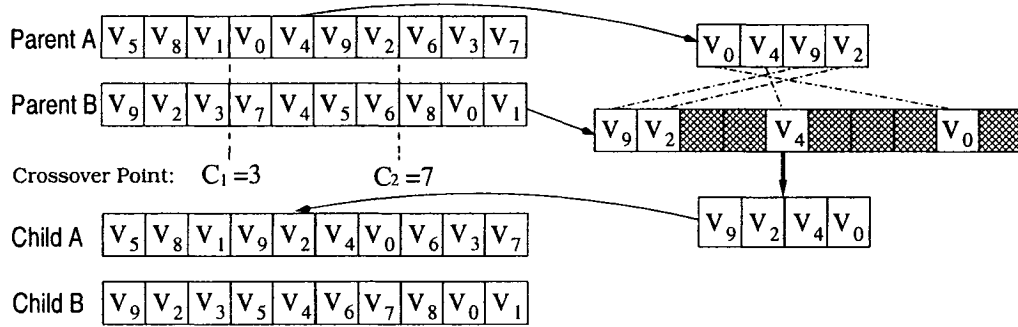 Parent A V5 V8 V1 V0 V4 V9 V2 V6 V3 V7
V0 V4 V9 V2
Parent B V9 V2 V3 V7 V4 V5 V6 V8 V0 V1
V9 V2 V4 V0
Crossover Point: C1 =3 C2 =7
V9 V2 V4 V0
Child A V5 V8 V1 V9 V2 V4 V0 V6 V3 V7
Child B V9 V2 V3 V5 V4 V6 V7 V8 V0 V1